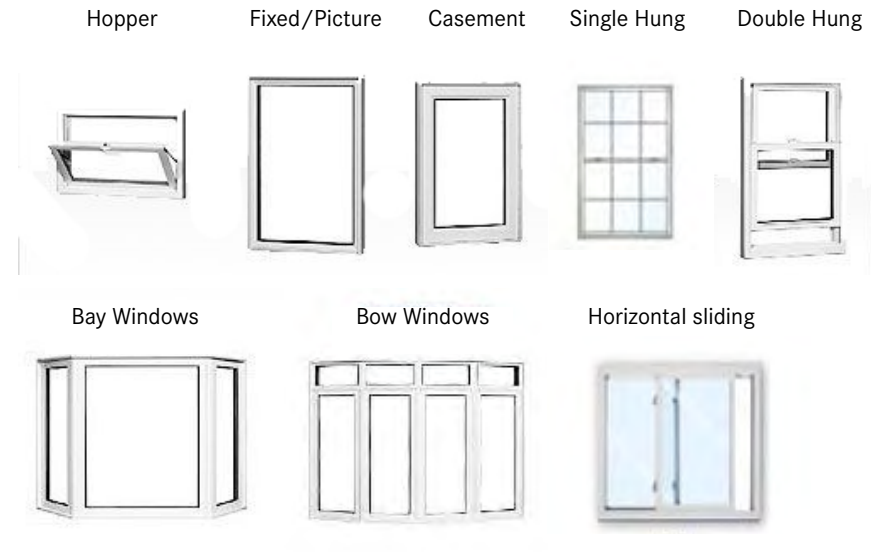 Hopper Fixed/Picture Casement Single Hung Double Hung
Bay Windows Bow Windows Horizontal sliding